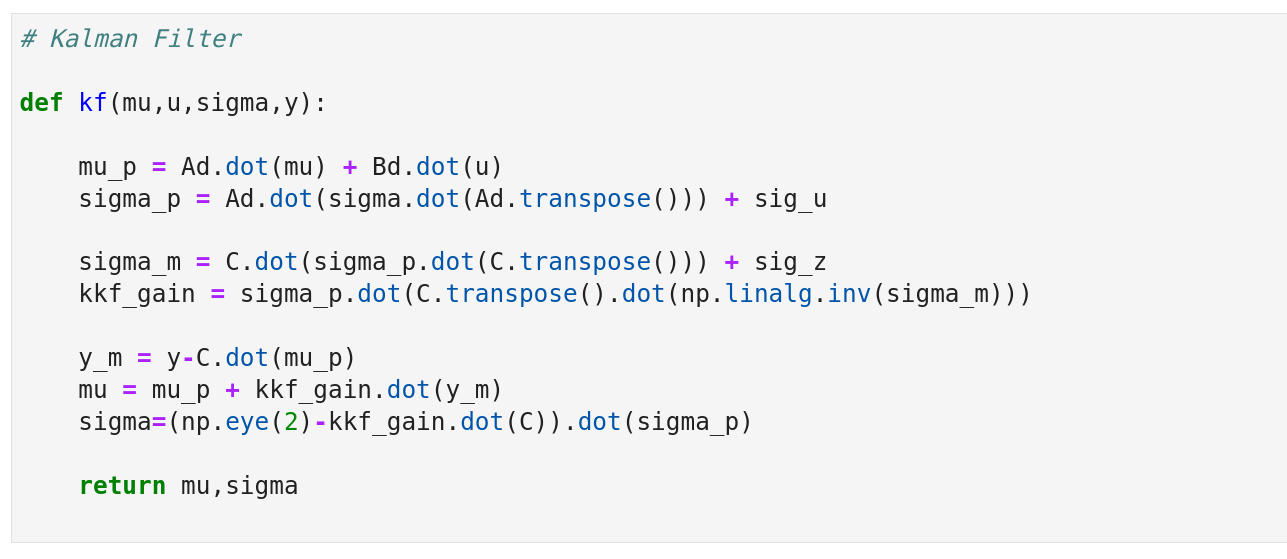 # Kalman Filter
def kf(mu,u,sigma,y):
    mu_p = Ad.dot(mu) + Bd.dot(u)
    sigma_p = Ad.dot(sigma.dot(Ad.transpose())) + sig_u
    sigma_m = C.dot(sigma_p.dot(C.transpose())) + sig_z
    kkf_gain = sigma_p.dot(C.transpose().dot(np.linalg.inv(sigma_m)))
    y_m = y-C.dot(mu_p)
    mu = mu_p + kkf_gain.dot(y_m)
    sigma=(np.eye(2)-kkf_gain.dot(C)).dot(sigma_p)
    return mu,sigma